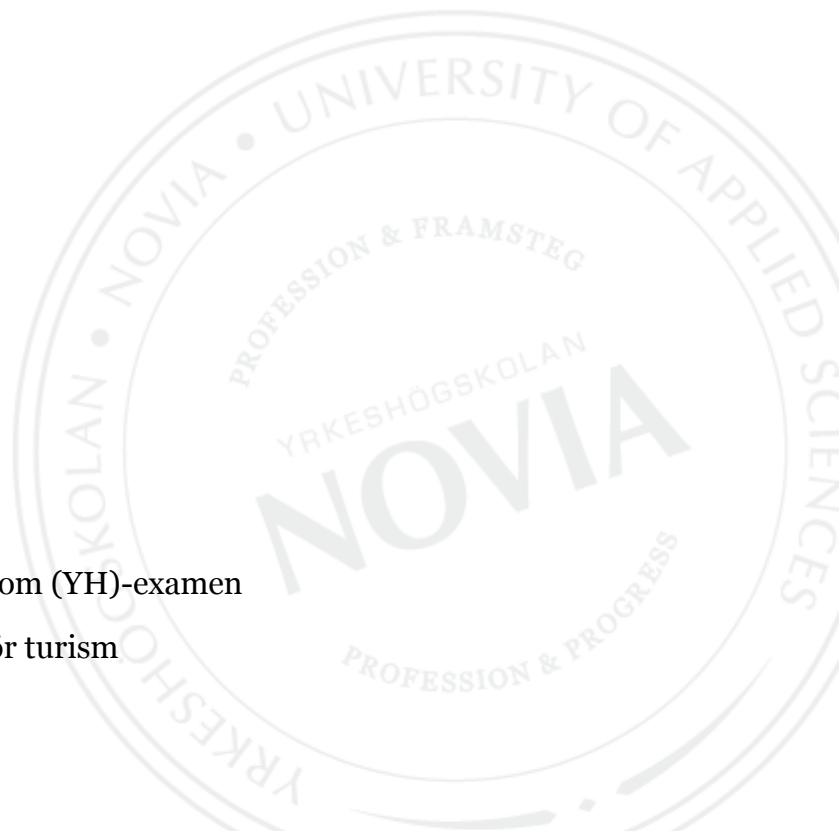 YRKESHÖGSKOLAN • NOVIA • UNIVERSITY OF APPLIED SCIENCES
PROFESSION & FRAMSTEG
YRKESHÖGSKOLAN
NOVIA
PROFESSION & PROGRESS
om (YH)-examen
ör turism